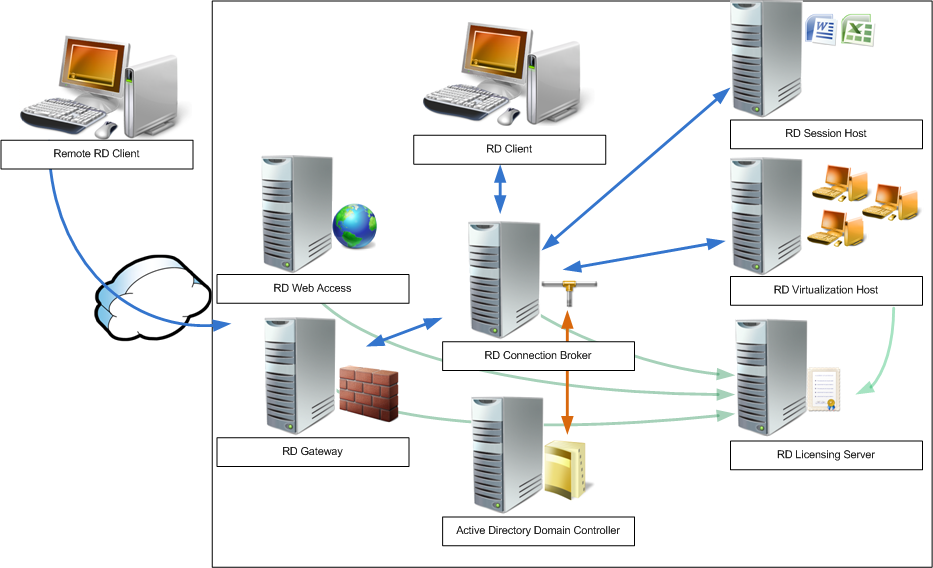 Remote RD Client
RD Client
RD Session Host
RD Web Access
RD Virtualization Host
RD Connection Broker
RD Gateway
RD Licensing Server
Active Directory Domain Controller
W
X